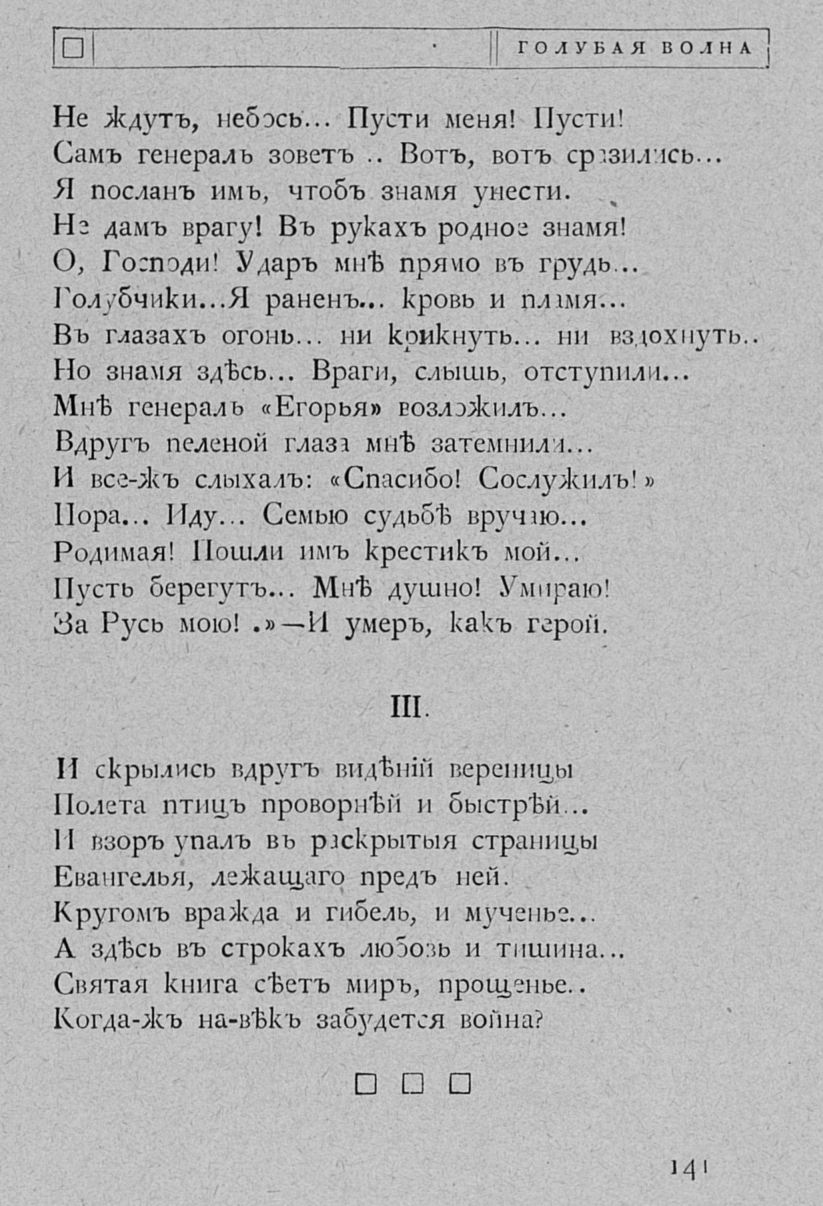 ГОЛУБАЯ ВОЛНА
Не ждутъ, небось... Пусти меня! Пусти!
Самъ генералъ зоветъ .. Вотъ, вотъ сразились...
Я посланъ имъ, чтобъ знамя унести.
Не дамъ врагу! Въ рукахъ родное знамя!
О, Господи! Ударъ мнѣ прямо въ грудь...
Голубчики...Я раненъ... кровь и пламя...
Въ глазахъ огонь... ни крикнуть... ни вздохнуть..
Но знамя здѣсь... Враги, слышь, отступили...
Мнѣ генералъ «Егорья» возложилъ...
Вдругъ пеленой глаза мнѣ затемнили...
И все-жъ слыхалъ: «Спасибо! Сослужилъ!»
Пора... Иду... Семью судьбѣ вручаю...
Родимая! Пошли имъ крестикъ мой...
Пусть берегутъ... Мнѣ душно! Умираю!
За Русь мою! .»—И умеръ, какъ герой.
III.
И скрылись вдругъ видѣній вереницы
Полета птицъ проворнѣй и быстрѣй...
И взоръ упалъ въ раскрытыя страницы
Евангелья, лежащаго предъ ней.
Кругомъ вражда и гибель, и мученье...
А здѣсь въ строкахъ любовь и тишина...
Святая книга сѣетъ миръ, прощенье..
Когда-жъ на-вѣкъ забудется война?
141